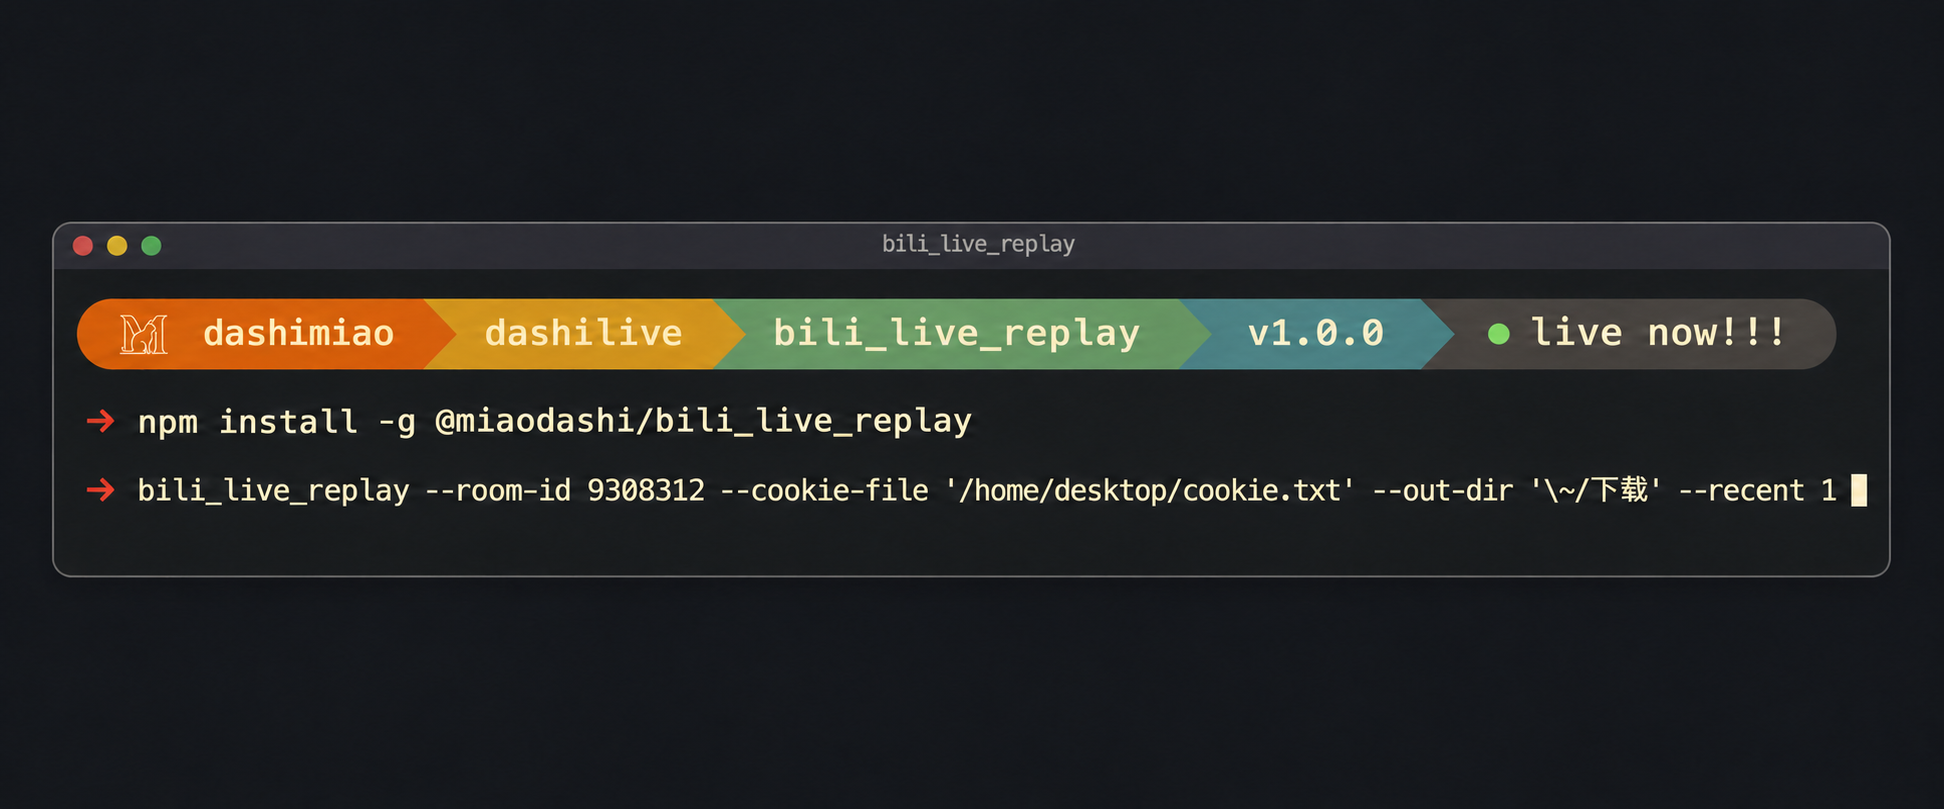 bili_live_replay
dashimiao dashilive bili_live_replay v1.0.0 ● live now!!!
→ npm install -g @miaodashi/bili_live_replay
→ bili_live_replay --room-id 9308312 --cookie-file '/home/desktop/cookie.txt' --out-dir '\~/下载' --recent 1